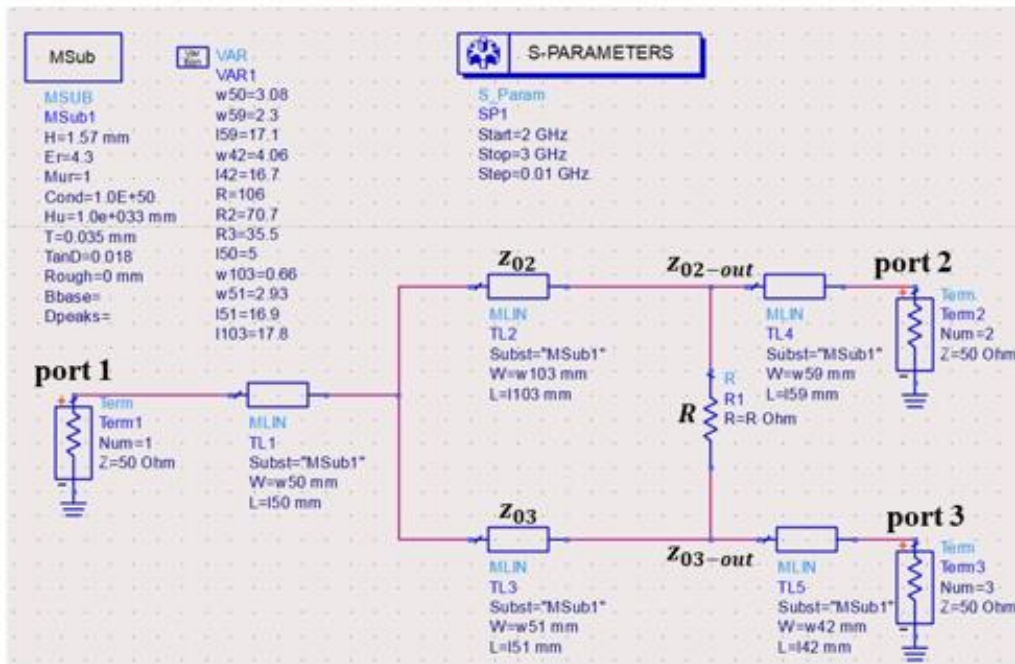 MSub
MSUB
MSub1
H=1.57 mm
Er=4.3
Mur=1
Cond=1.0E+50
Hu=1.0e+033 mm
T=0.035 mm
TanD=0.018
Rough=0 mm
Bbase=
Dpeaks=
Var
Eqn
VAR
VAR1
w50=3.08
w59=2.3
l59=17.1
w42=4.06
l42=16.7
R=106
R2=70.7
R3=35.5
l50=5
w103=0.66
w51=2.93
l51=16.9
l103=17.8
S-PARAMETERS
S_Param
SP1
Start=2 GHz
Stop=3 GHz
Step=0.01 GHz
port 1
Term
Term1
Num=1
Z=50 Ohm
MLIN
TL1
Subst="MSub1"
W=w50 mm
L=l50 mm
z02
MLIN
TL2
Subst="MSub1"
W=w103 mm
L=l103 mm
z02-out
MLIN
TL4
Subst="MSub1"
W=w59 mm
L=l59 mm
port 2
Term
Term2
Num=2
Z=50 Ohm
R
R
R1
R=R Ohm
z03
MLIN
TL3
Subst="MSub1"
W=w51 mm
L=l51 mm
z03-out
MLIN
TL5
Subst="MSub1"
W=w42 mm
L=l42 mm
port 3
Term
Term3
Num=3
Z=50 Ohm